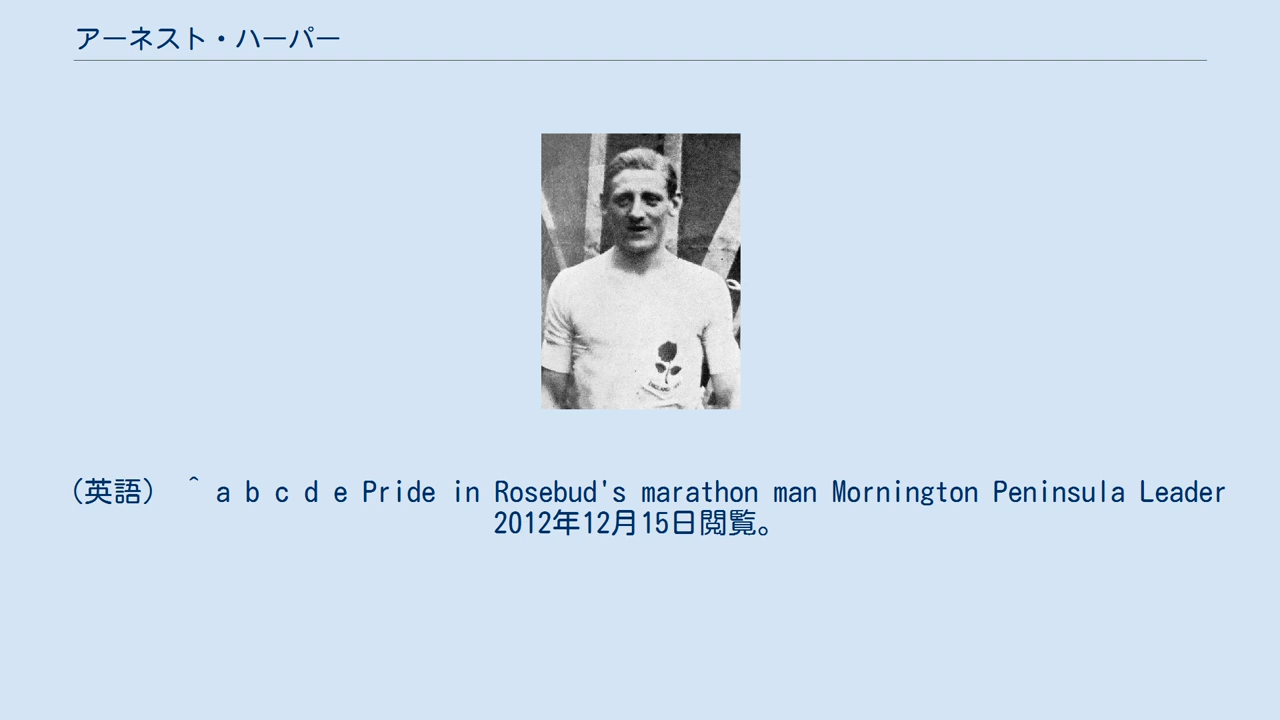 アーネスト・ハーパー
（英語） ^ a b c d e Pride in Rosebud's marathon man Mornington Peninsula Leader
2012年12月15日閲覧。